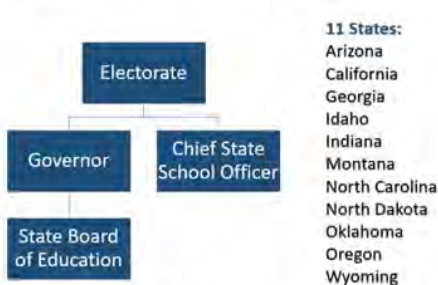 Electorate
Governor
Chief State
School Officer
State Board
of Education
11 States:
Arizona
California
Georgia
Idaho
Indiana
Montana
North Carolina
North Dakota
Oklahoma
Oregon
Wyoming